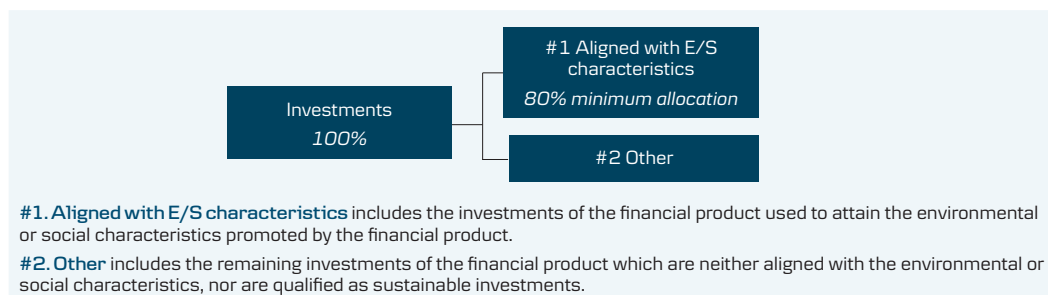 #1 Aligned with E/S
characteristics
80% minimum allocation
Investments
100%
#2 Other
#1. Aligned with E/S characteristics includes the investments of the financial product used to attain the environmental
or social characteristics promoted by the financial product.
#2. Other includes the remaining investments of the financial product which are neither aligned with the environmental or
social characteristics, nor are qualified as sustainable investments.